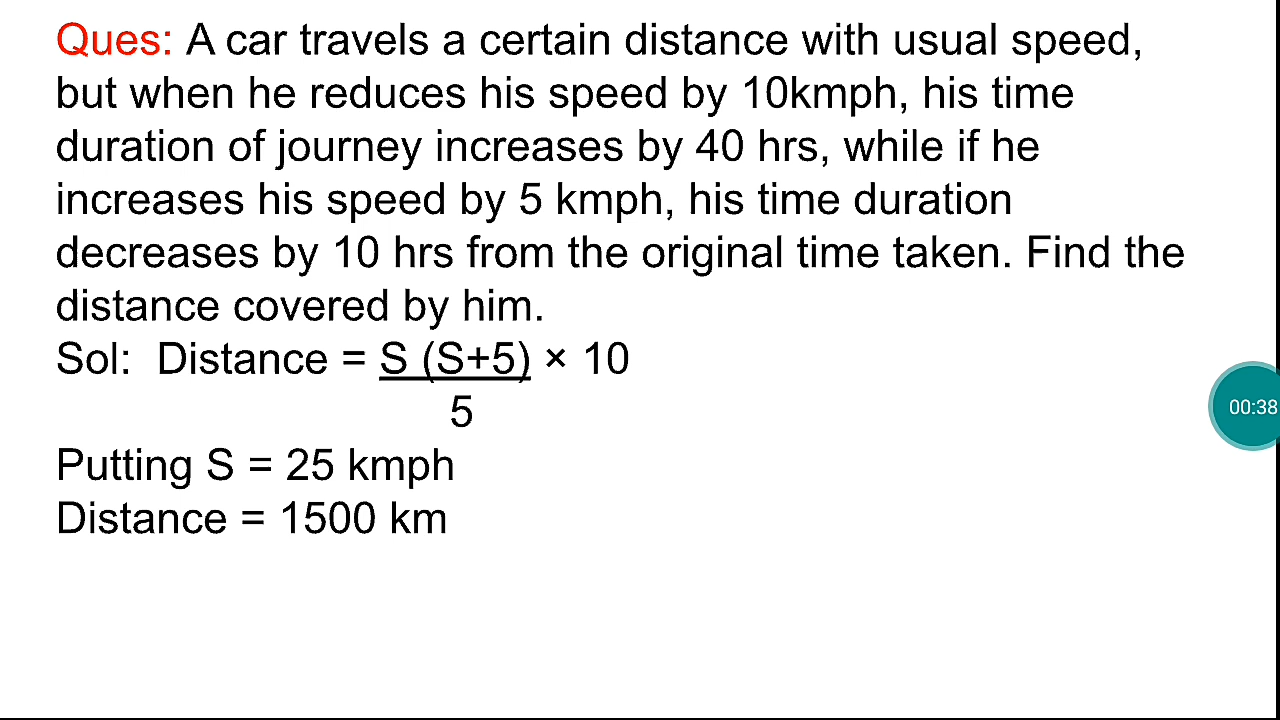 Ques: A car travels a certain distance with usual speed,
but when he reduces his speed by 10kmph, his time
duration of journey increases by 40 hrs, while if he
increases his speed by 5 kmph, his time duration
decreases by 10 hrs from the original time taken. Find the
distance covered by him.
Sol: Distance = S (S+5) × 10
5
00:38
Putting S = 25 kmph
Distance = 1500 km